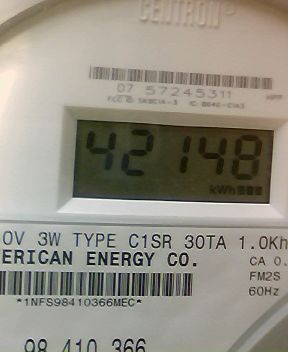 CENTRON®
07 57245311
42148
kWh
0V 3W TYPE C1SR 30TA 1.0Kh
ERICAN ENERGY CO.
CA 0.
FM2S
60Hz
*1NFS98410366MEC*
98 410 366